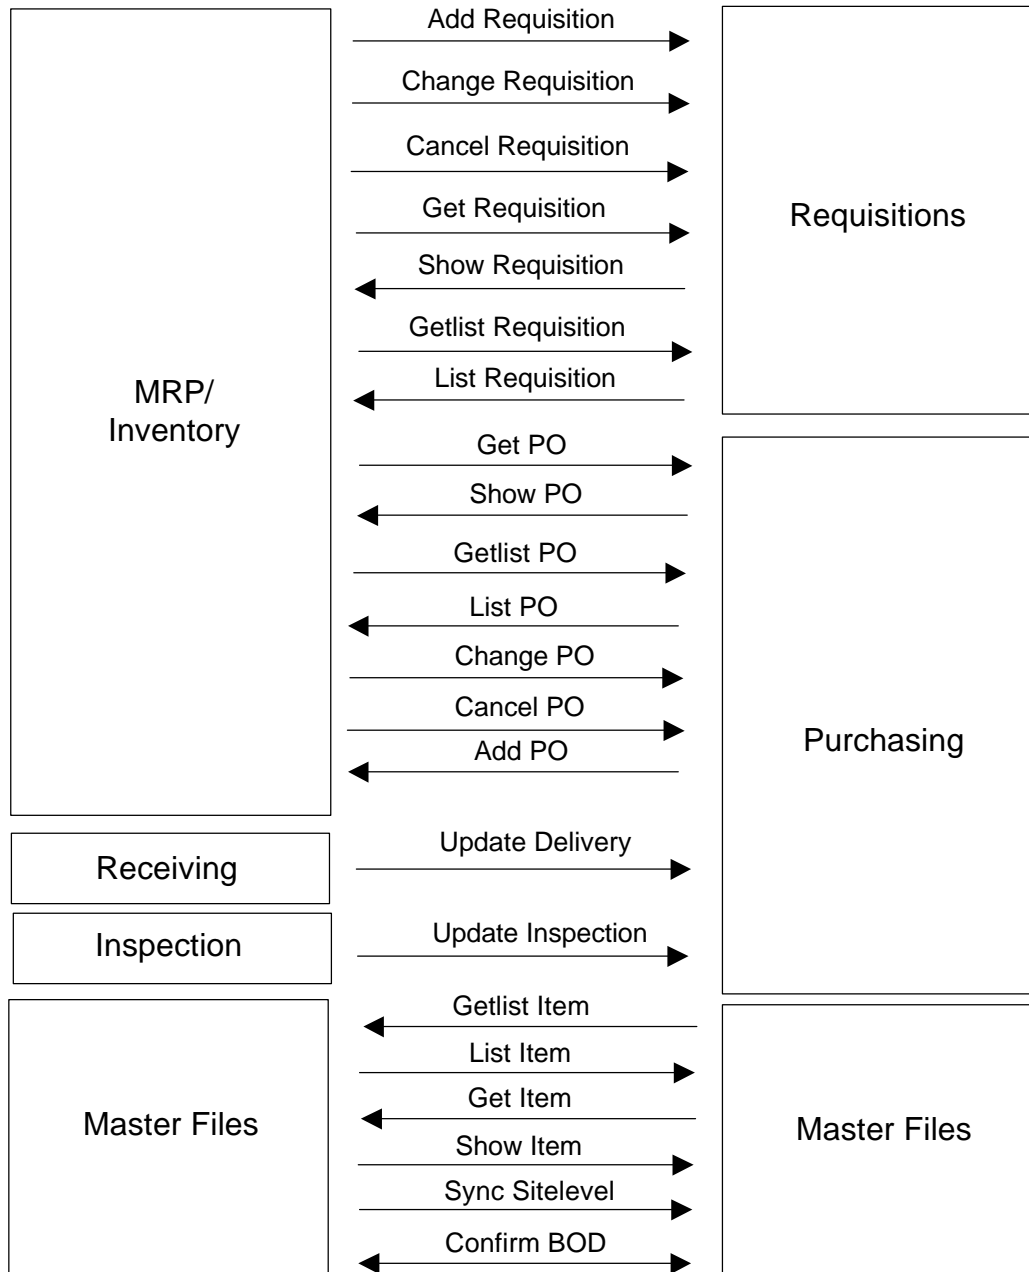 Add Requisition
Change Requisition
Cancel Requisition
Get Requisition
Show Requisition
Getlist Requisition
List Requisition
MRP/
Inventory
Requisitions
Get PO
Show PO
Getlist PO
List PO
Change PO
Cancel PO
Add PO
Purchasing
Receiving
Update Delivery
Inspection
Update Inspection
Getlist Item
List Item
Get Item
Show Item
Sync Sitelevel
Confirm BOD
Master Files
Master Files